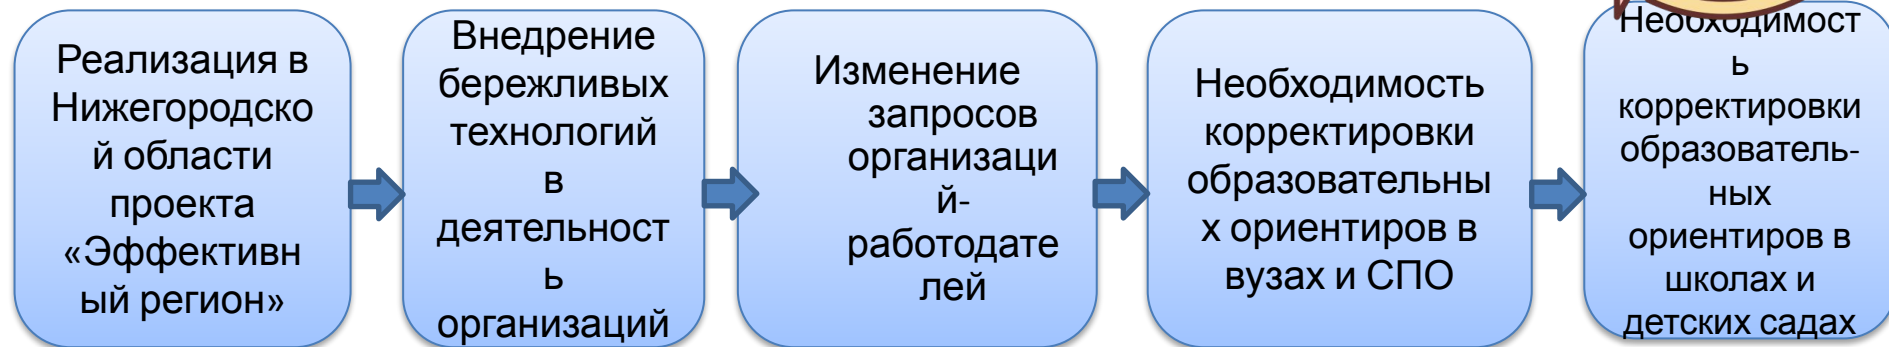 Реализация в
Нижегородско
й области
проекта
«Эффективн
ый регион»
Внедрение
бережливых
технологий
в
деятельност
ь
организаций
Изменение
запросов
организаци
й-
работодате
лей
Необходимость
корректировки
образовательны
х ориентиров в
вузах и СПО
Необходимост
ь
корректировки
образователь-
ных
ориентиров в
школах и
детских садах